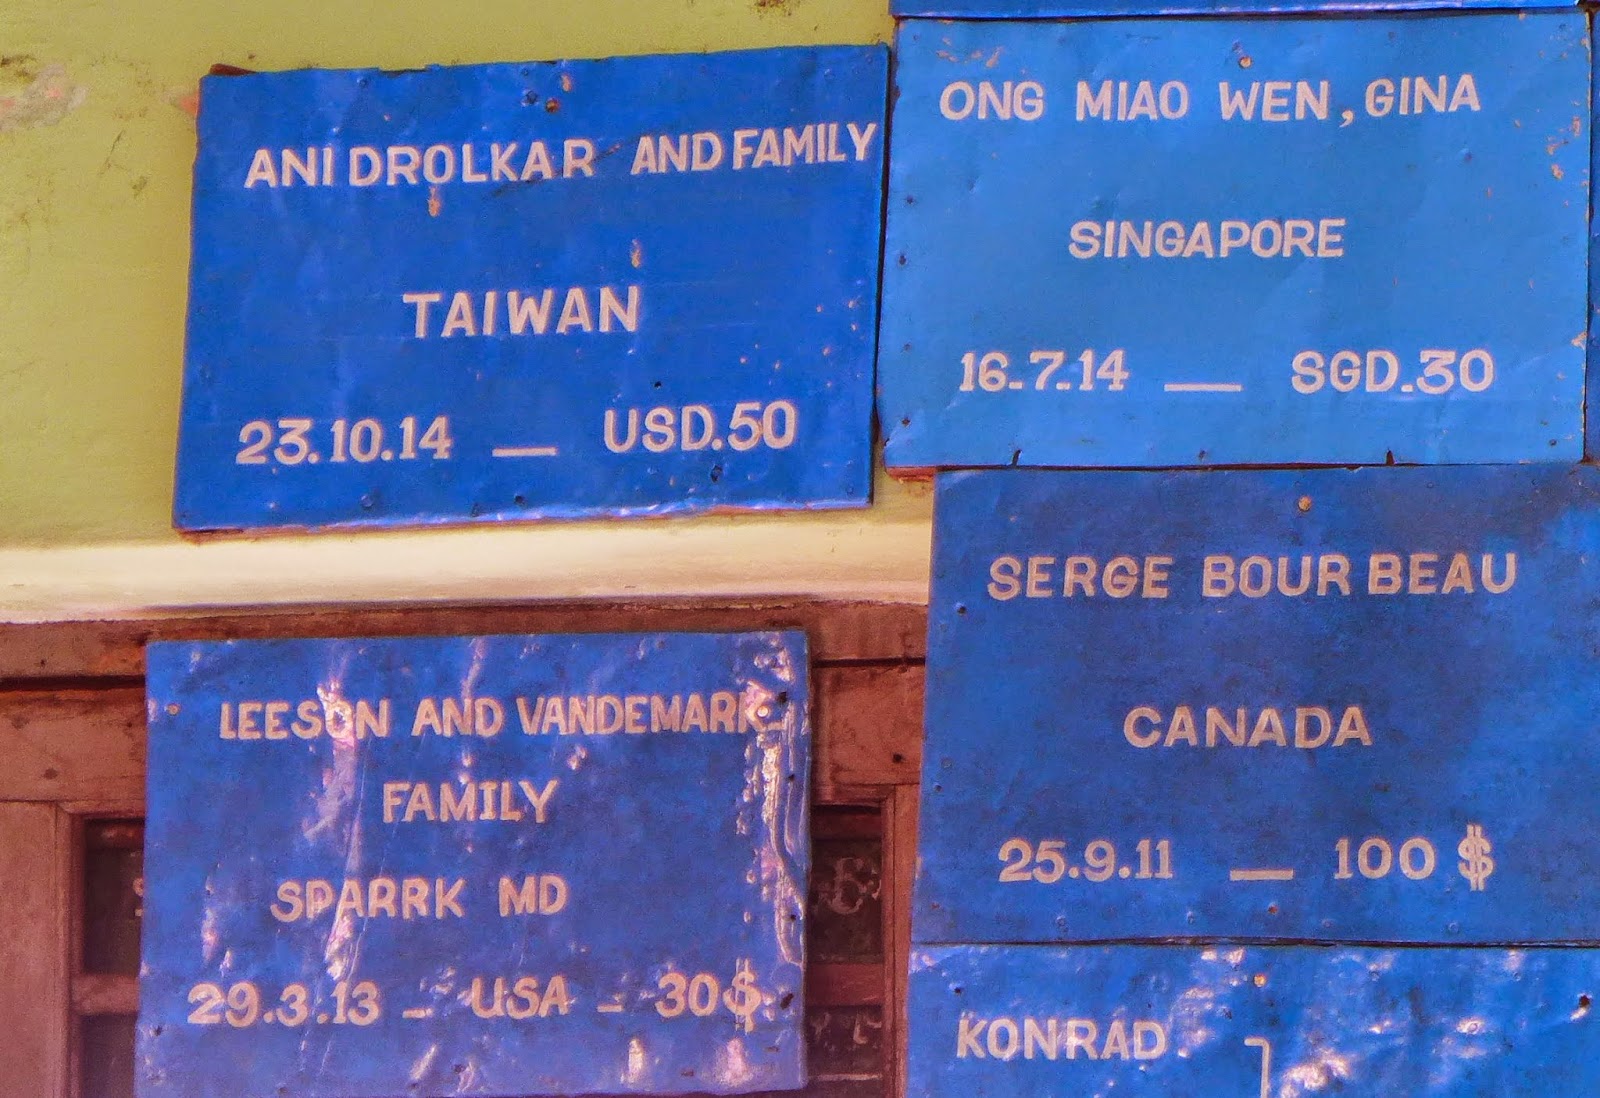 ANI DROLKAR AND FAMILY
TAIWAN
23.10.14 — USD.50
ONG MIAO WEN, GINA
SINGAPORE
16.7.14 — SGD.30
LEESON AND VANDEMARK
FAMILY
SPARRK MD
29.3.13 — USA — 30$
SERGE BOURBEAU
CANADA
25.9.11 — 100 $
KONRAD